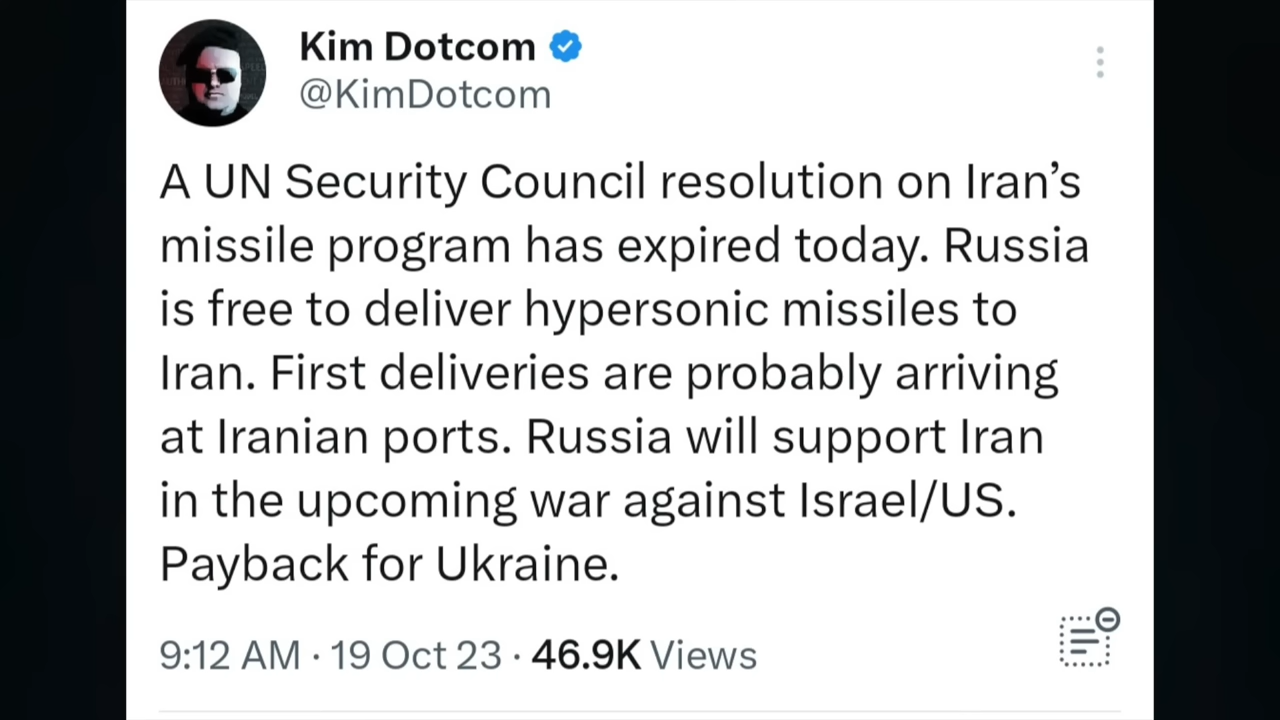 Kim Dotcom
@KimDotcom
A UN Security Council resolution on Iran’s
missile program has expired today. Russia
is free to deliver hypersonic missiles to
Iran. First deliveries are probably arriving
at Iranian ports. Russia will support Iran
in the upcoming war against Israel/US.
Payback for Ukraine.
9:12 AM · 19 Oct 23 · 46.9K Views